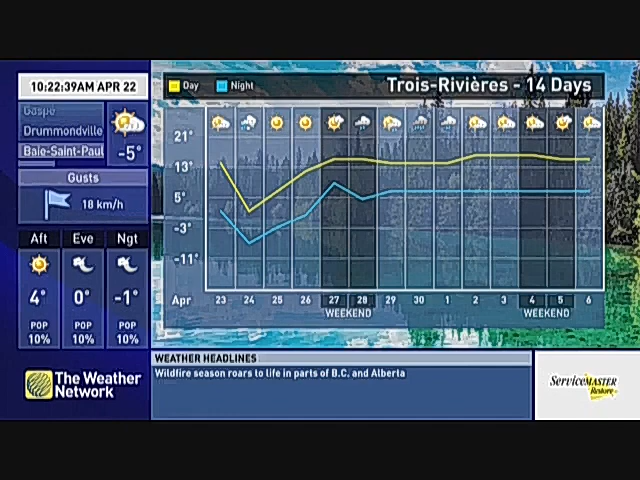 10:22:39AM APR 22
Gaspé
Drummondville
Baie-Saint-Paul
-5°
Gusts
18 km/h
Aft Eve Ngt
4° 0° -1°
POP POP POP
10% 10% 10%
The Weather
Network
Day Night
Trois-Rivières - 14 Days
21°
13°
5°
-3°
-11°
Apr 23 24 25 26 27 28 29 30 1 2 3 4 5 6
WEEKEND WEEKEND
WEATHER HEADLINES
Wildfire season roars to life in parts of B.C. and Alberta
ServiceMASTER
Restore